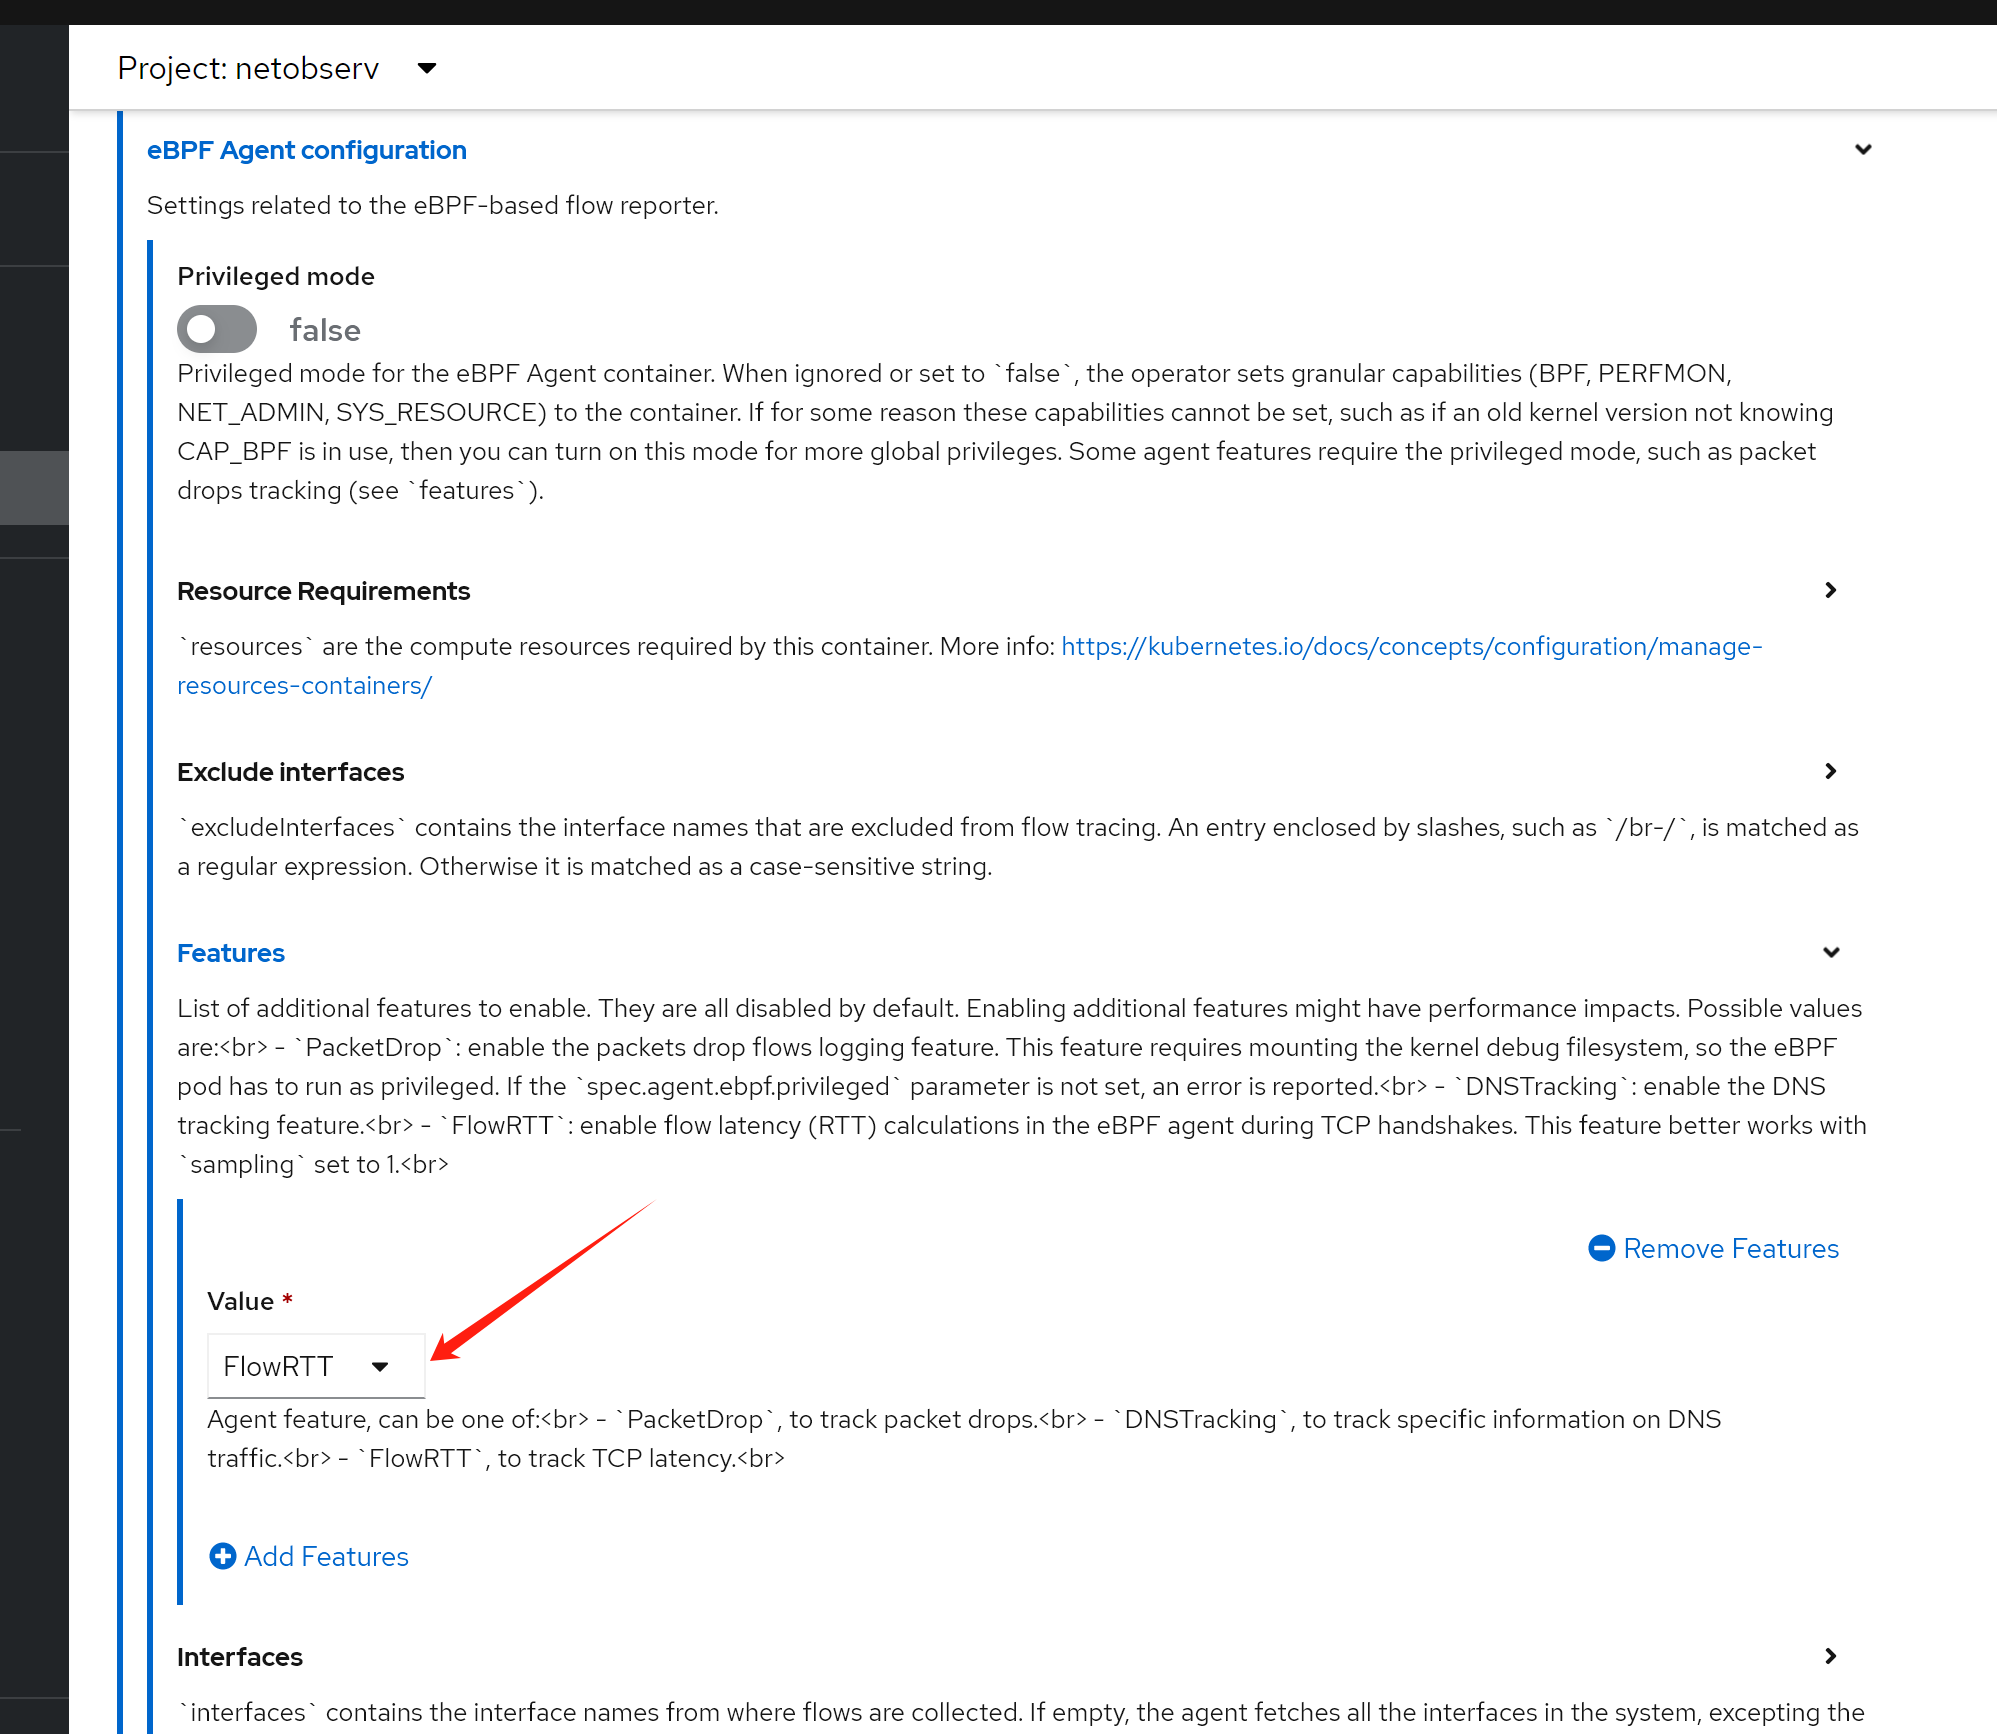 Project: netobserv
eBPF Agent configuration
Settings related to the eBPF-based flow reporter.
Privileged mode
false
Privileged mode for the eBPF Agent container. When ignored or set to `false`, the operator sets granular capabilities (BPF, PERFMON,
NET_ADMIN, SYS_RESOURCE) to the container. If for some reason these capabilities cannot be set, such as if an old kernel version not knowing
CAP_BPF is in use, then you can turn on this mode for more global privileges. Some agent features require the privileged mode, such as packet
drops tracking (see `features`).
Resource Requirements
`resources` are the compute resources required by this container. More info: https://kubernetes.io/docs/concepts/configuration/manage-
resources-containers/
Exclude interfaces
`excludeInterfaces` contains the interface names that are excluded from flow tracing. An entry enclosed by slashes, such as `/br-/`, is matched as
a regular expression. Otherwise it is matched as a case-sensitive string.
Features
List of additional features to enable. They are all disabled by default. Enabling additional features might have performance impacts. Possible values
are:<br> - `PacketDrop`: enable the packets drop flows logging feature. This feature requires mounting the kernel debug filesystem, so the eBPF
pod has to run as privileged. If the `spec.agent.ebpf.privileged` parameter is not set, an error is reported.<br> - `DNSTracking`: enable the DNS
tracking feature.<br> - `FlowRTT`: enable flow latency (RTT) calculations in the eBPF agent during TCP handshakes. This feature better works with
`sampling` set to 1.<br>
Remove Features
Value *
FlowRTT
Agent feature, can be one of:<br> - `PacketDrop`, to track packet drops.<br> - `DNSTracking`, to track specific information on DNS
traffic.<br> - `FlowRTT`, to track TCP latency.<br>
Add Features
Interfaces
`interfaces` contains the interface names from where flows are collected. If empty, the agent fetches all the interfaces in the system, excepting the